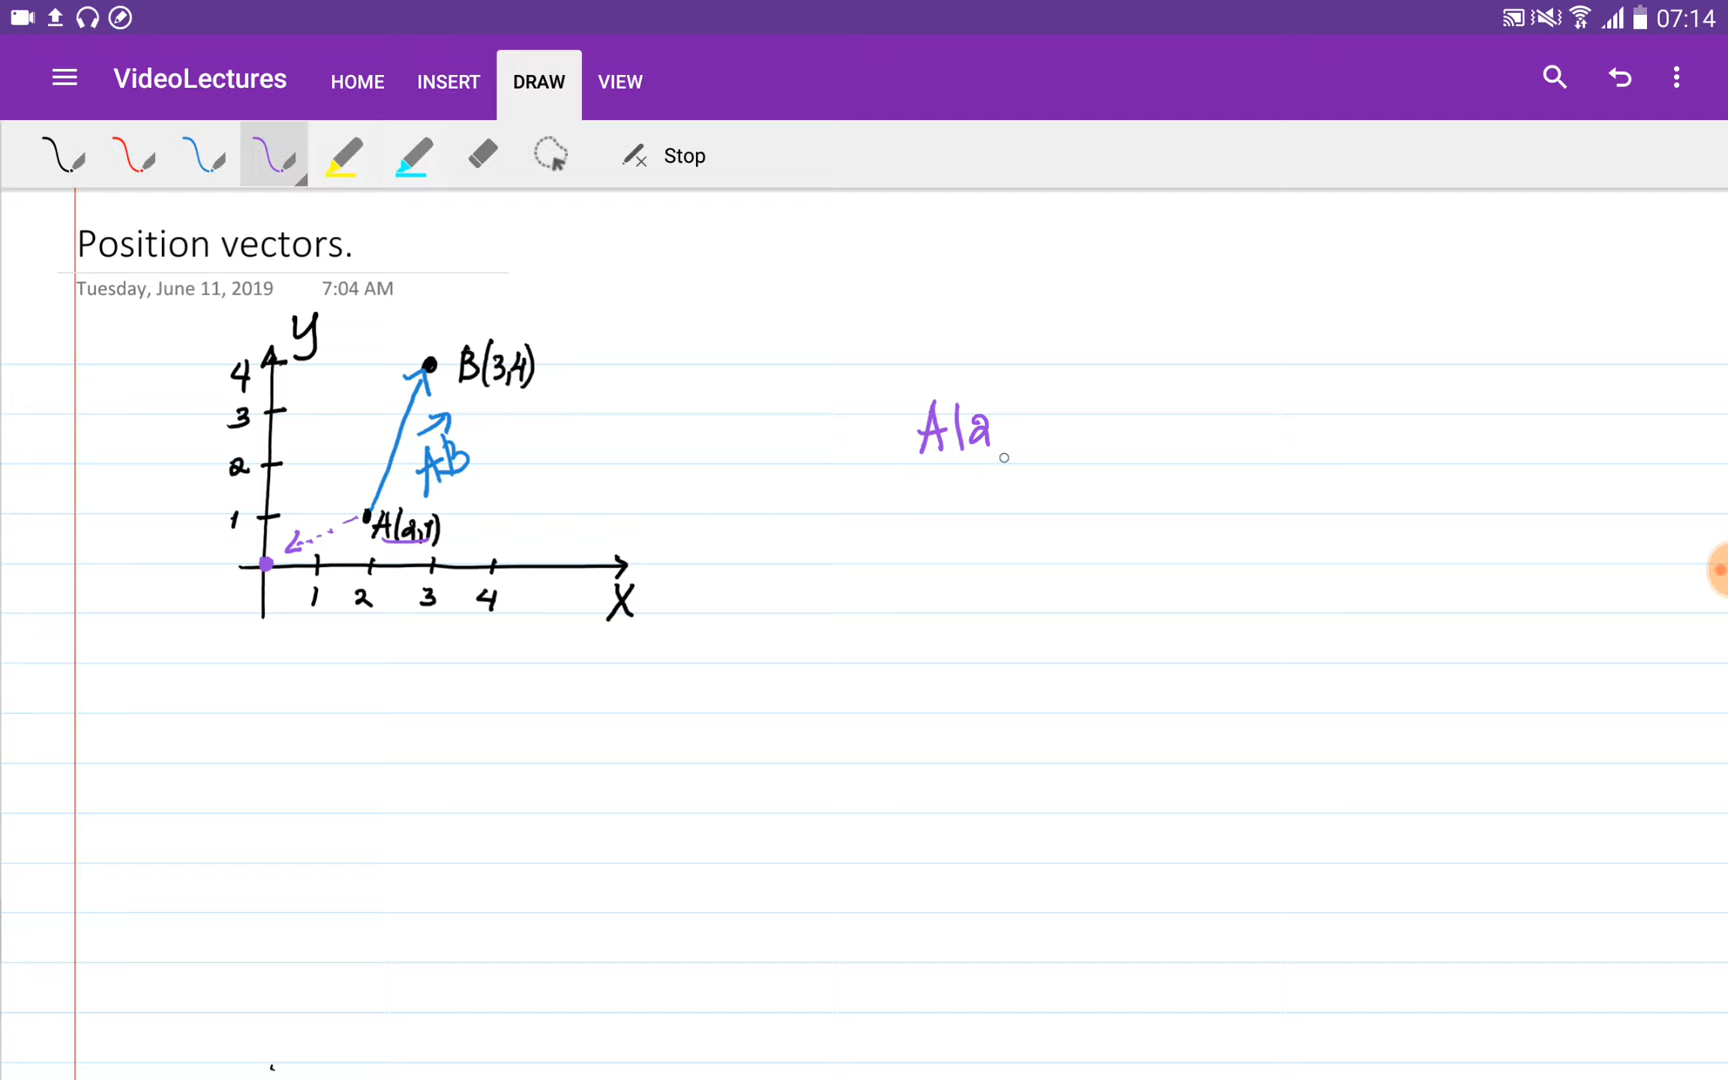 07:14
VideoLectures HOME INSERT DRAW VIEW
Stop
Position vectors.
Tuesday, June 11, 2019 7:04 AM
Y
4 B(3,4)
3
AB
2
1 A(2,1)
1 2 3 4 X
A(2